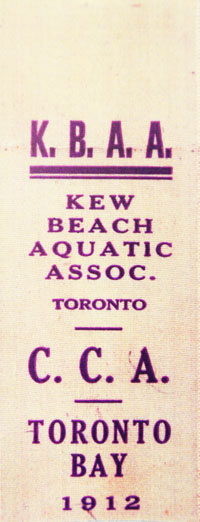 K. B. A. A.
KEW
BEACH
AQUATIC
ASSOC.
TORONTO
C. C. A.
TORONTO
BAY
1912